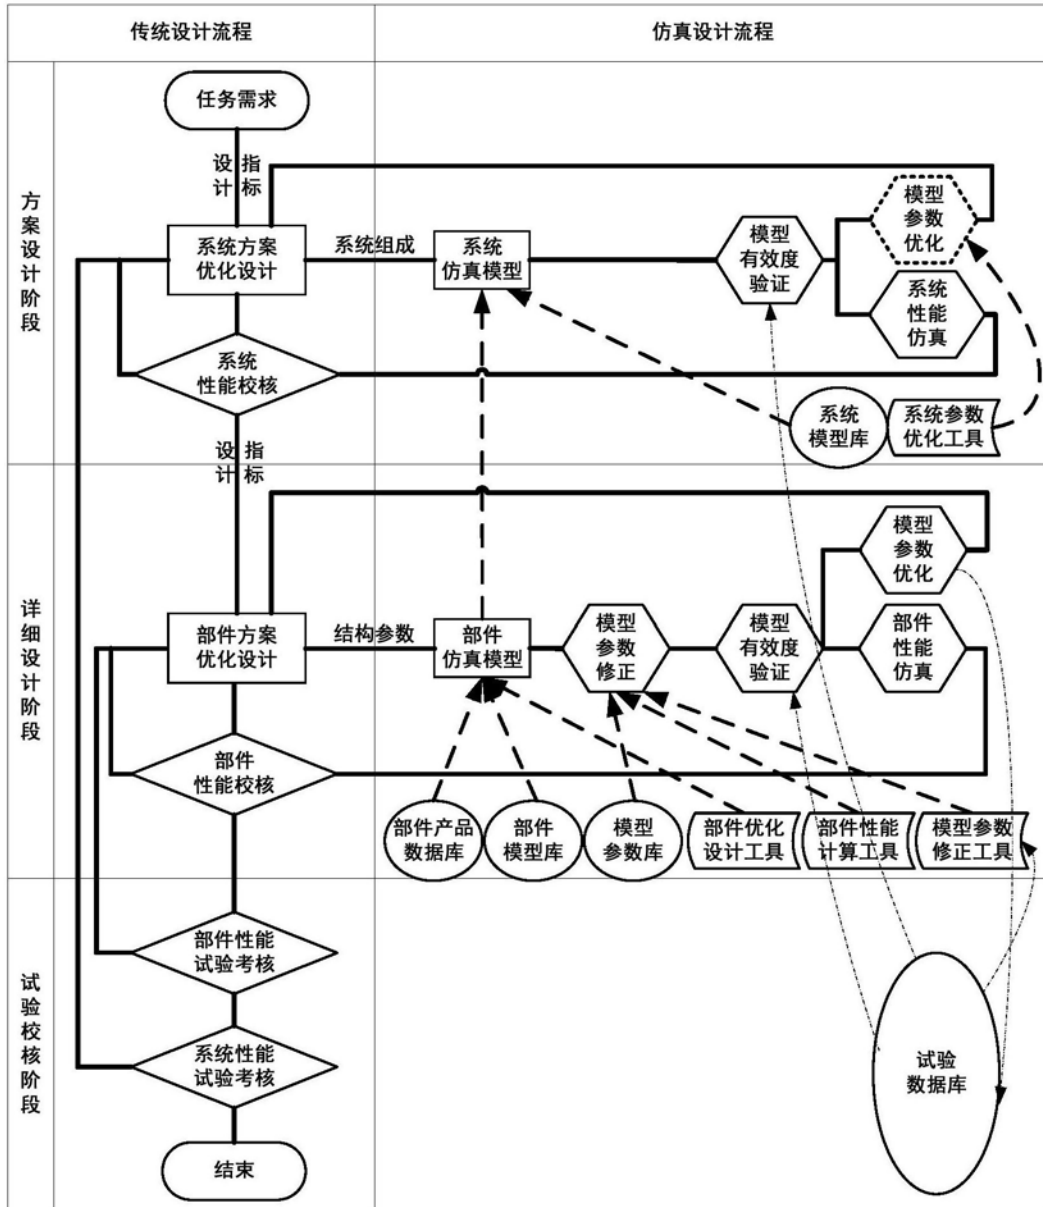 传统设计流程
仿真设计流程
方案设计阶段
任务需求
设计
指标
系统方案
优化设计
系统组成
系统
仿真模型
模型
有效度
验证
模型
参数
优化
系统
性能
仿真
系统
性能校核
系统
模型库
系统参数
优化工具
设计
指标
详细设计阶段
模型
参数
优化
部件方案
优化设计
结构参数
部件
仿真模型
模型
参数
修正
模型
有效度
验证
部件
性能
仿真
部件
性能校核
部件产品
数据库
部件
模型库
模型
参数库
部件优化
设计工具
部件性能
计算工具
模型参数
修正工具
试验校核阶段
部件性能
试验考核
系统性能
试验考核
试验
数据库
结束